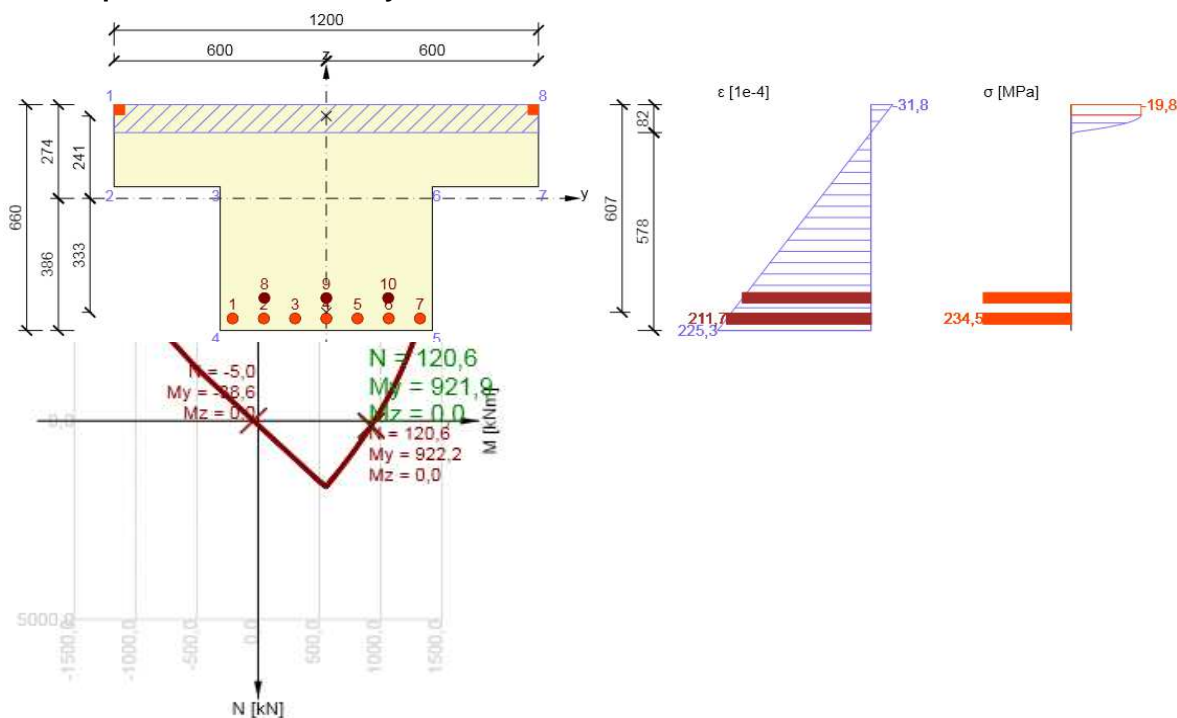 1200
600
600
z
1
8
274
241
2
3
6
7
y
660
386
333
8
9
10
1
2
3
4
5
6
7
4
5
ε [1e-4]
-31,8
82
607
578
211,7
225,3
σ [MPa]
-19,8
234,5
N = -5,0
My = -38,6
Mz = 0,0
N = 120,6
My = 921,9
Mz = 0,0
N = 120,6
My = 922,2
Mz = 0,0
M [kNm]
0,0
5000,0
-1500,0
-1000,0
-500,0
0,0
500,0
1000,0
1500,0
N [kN]